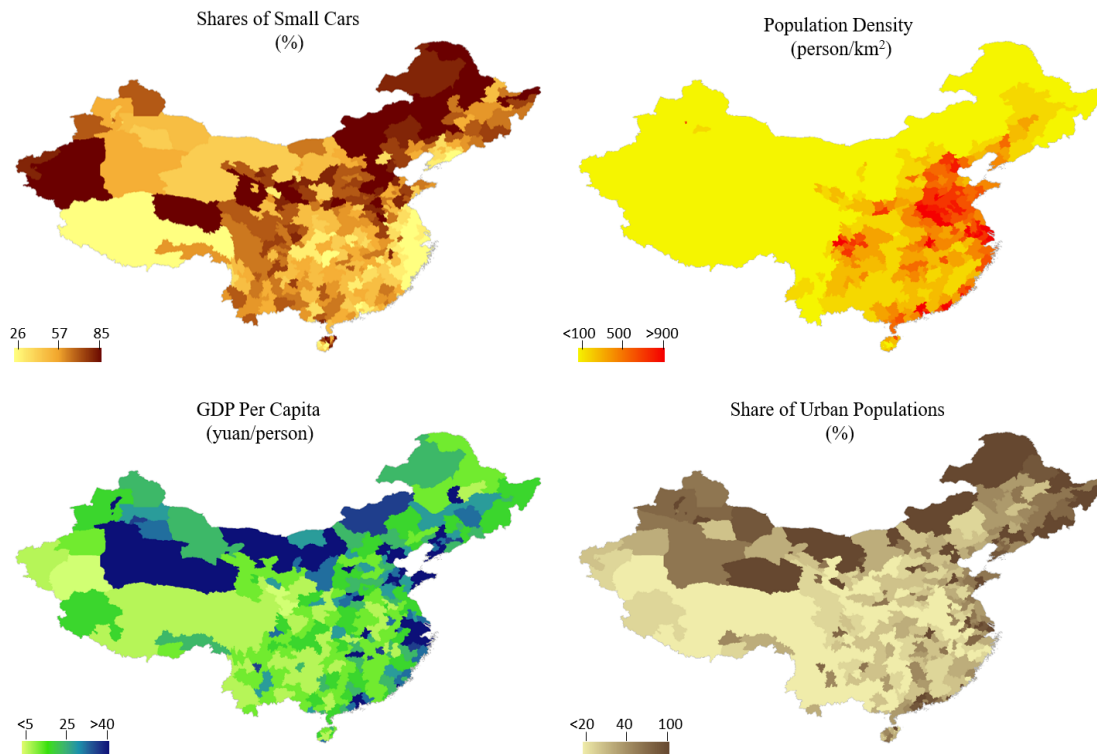 Shares of Small Cars
(%)
26 57 85
Population Density
(person/km²)
<100 500 >900
GDP Per Capita
(yuan/person)
<5 25 >40
Share of Urban Populations
(%)
<20 40 100